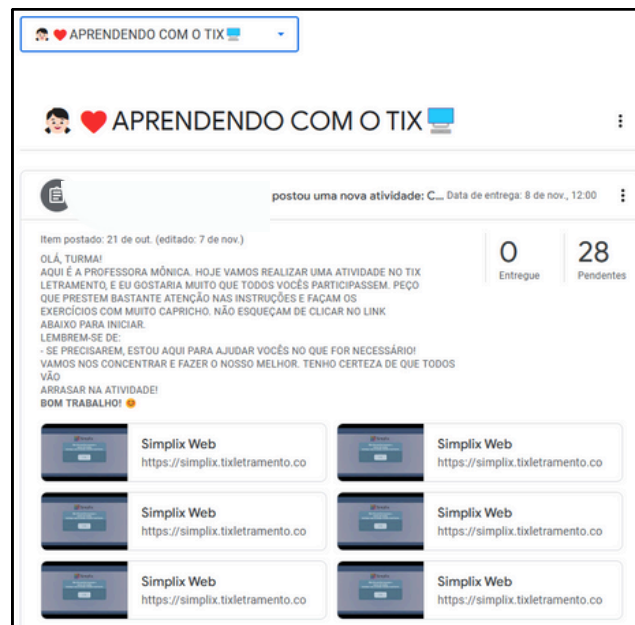 APRENDENDO COM O TIX
APRENDENDO COM O TIX
postou uma nova atividade: C... Data de entrega: 8 de nov., 12:00
Item postado: 21 de out. (editado: 7 de nov.)
0
Entregue
28
Pendentes
OLÁ, TURMA!
AQUI É A PROFESSORA MÔNICA. HOJE VAMOS REALIZAR UMA ATIVIDADE NO TIX
LETRAMENTO, E EU GOSTARIA MUITO QUE TODOS VOCÊS PARTICIPASSEM. PEÇO
QUE PRESTEM BASTANTE ATENÇÃO NAS INSTRUÇÕES E FAÇAM OS
EXERCÍCIOS COM MUITO CAPRICHO. NÃO ESQUEÇAM DE CLICAR NO LINK
ABAIXO PARA INICIAR.
LEMBREM-SE DE:
- SE PRECISAREM, ESTOU AQUI PARA AJUDAR VOCÊS NO QUE FOR NECESSÁRIO!
VAMOS NOS CONCENTRAR E FAZER O NOSSO MELHOR. TENHO CERTEZA DE QUE TODOS
VÃO
ARRASAR NA ATIVIDADE!
BOM TRABALHO!
Simplix Web
https://simplix.tixletramento.co
Simplix Web
https://simplix.tixletramento.co
Simplix Web
https://simplix.tixletramento.co
Simplix Web
https://simplix.tixletramento.co
Simplix Web
https://simplix.tixletramento.co
Simplix Web
https://simplix.tixletramento.co